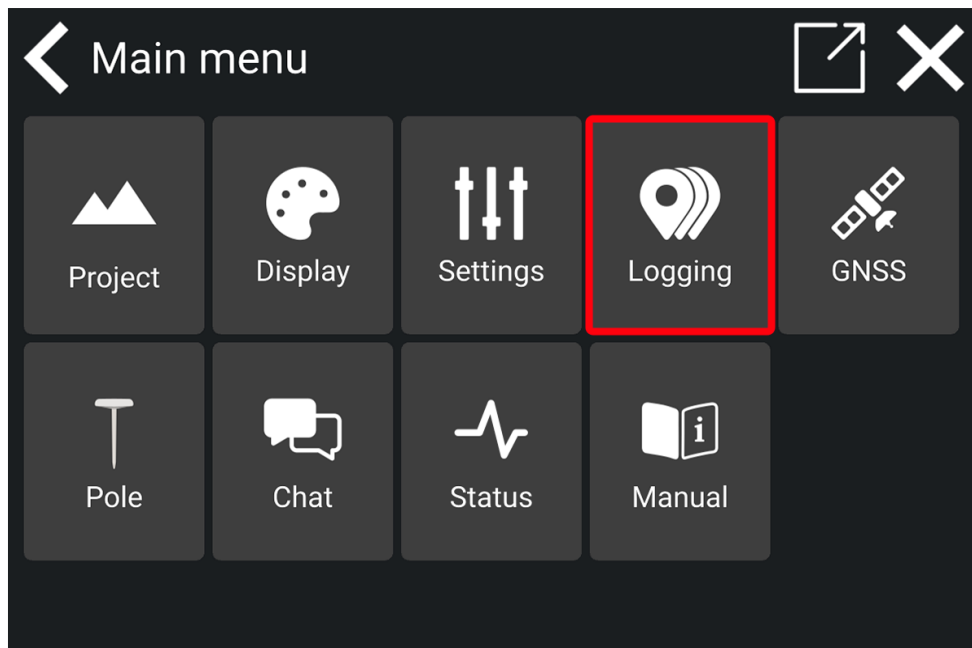 Main menu
Project
Display
Settings
Logging
GNSS
Pole
Chat
Status
Manual